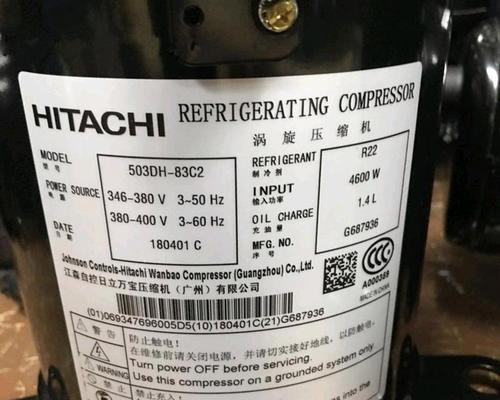 HITACHI REFRIGERATING COMPRESSOR
涡旋压缩机
MODEL 503DH-83C2
型号
POWER SOURCE 346-380 V 3~50 Hz
电源 380-400 V 3~60 Hz
DATE 180401 C
日期
REFRIGERANT R22
制冷剂
INPUT 4600 W
输入功率
OIL CHARGE 1.4 L
充油量
MFG. NO. G687936
序号
A000389
MADE IN CHINA
Johnson Controls-Hitachi Wanbao Compressor (Guangzhou) Co.,Ltd.
江森自控日立万宝压缩机（广州）有限公司
(01)069347696005D5(10)180401C(21)G687936
警告
WARNING
防止触电！
在维修前请关闭电源，并请切实接好地线，以防触电。
Turn power OFF before servicing.
Use this compressor on a grounded system only